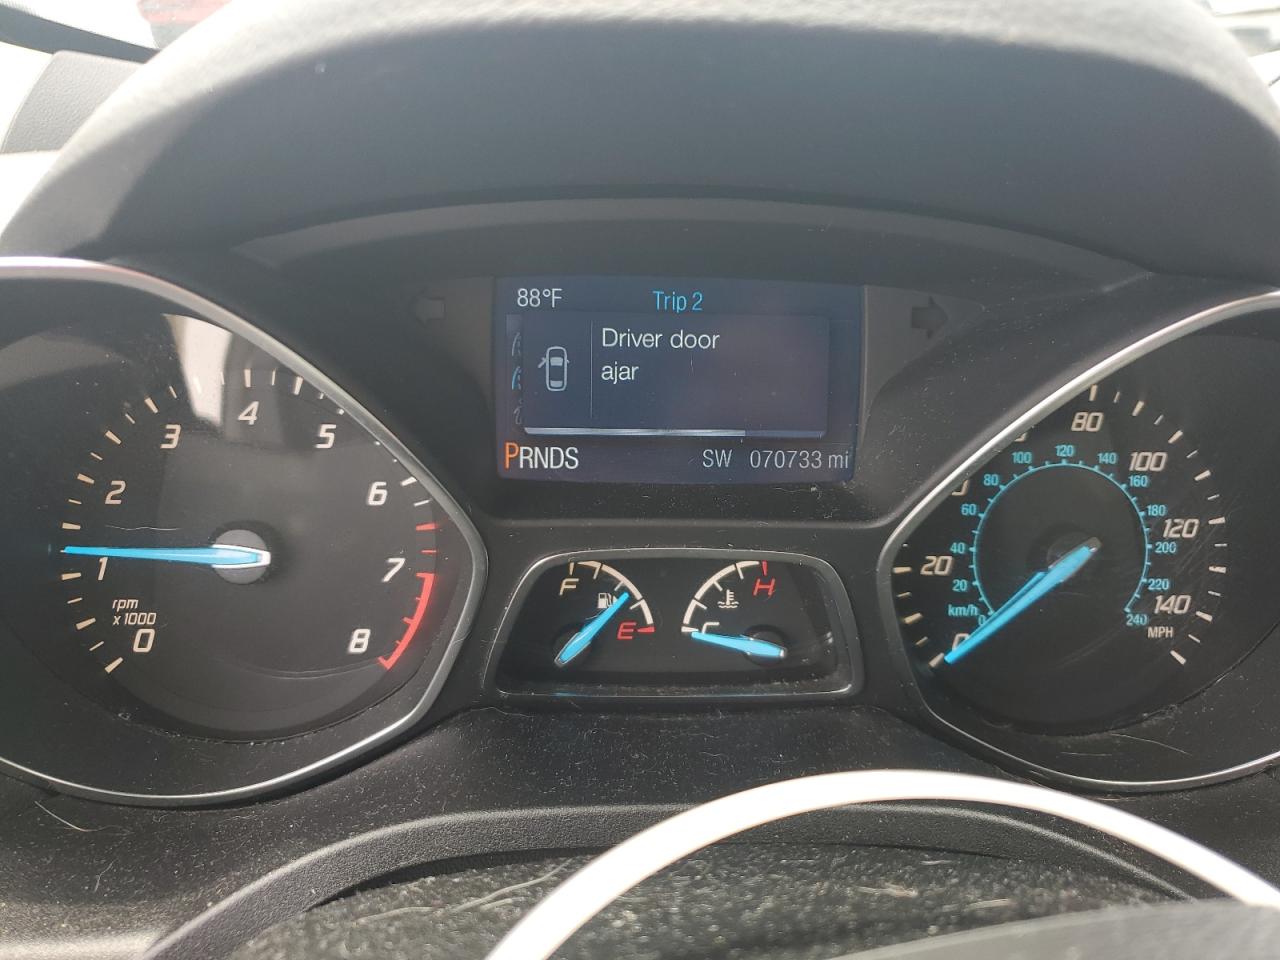 88°F Trip 2
Driver door
ajar
PRNDS SW 070733 mi
0 1 2 3 4 5 6 7 8
rpm
x1000
F E
H C
20 80 100 120 140
MPH
0 20 40 60 80 100 120 140 160 180 200 220 240
km/h